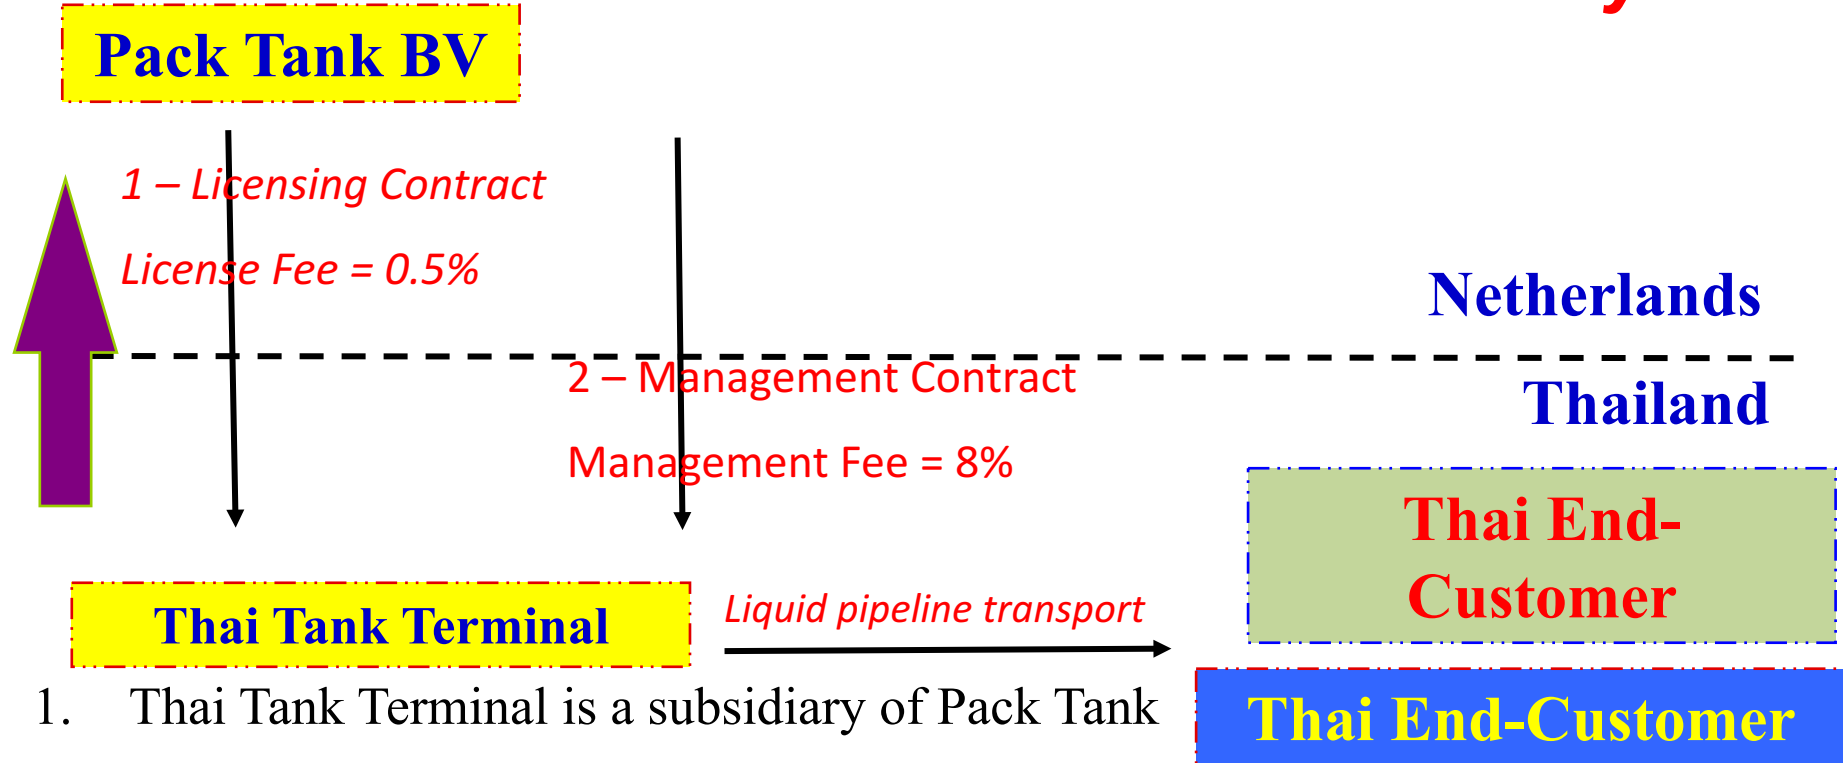 Pack Tank BV
1 – Licensing Contract
License Fee = 0.5%
Netherlands
2 – Management Contract
Thailand
Management Fee = 8%
Thai End-
Customer
Liquid pipeline transport
Thai Tank Terminal
1. Thai Tank Terminal is a subsidiary of Pack Tank
Thai End-Customer